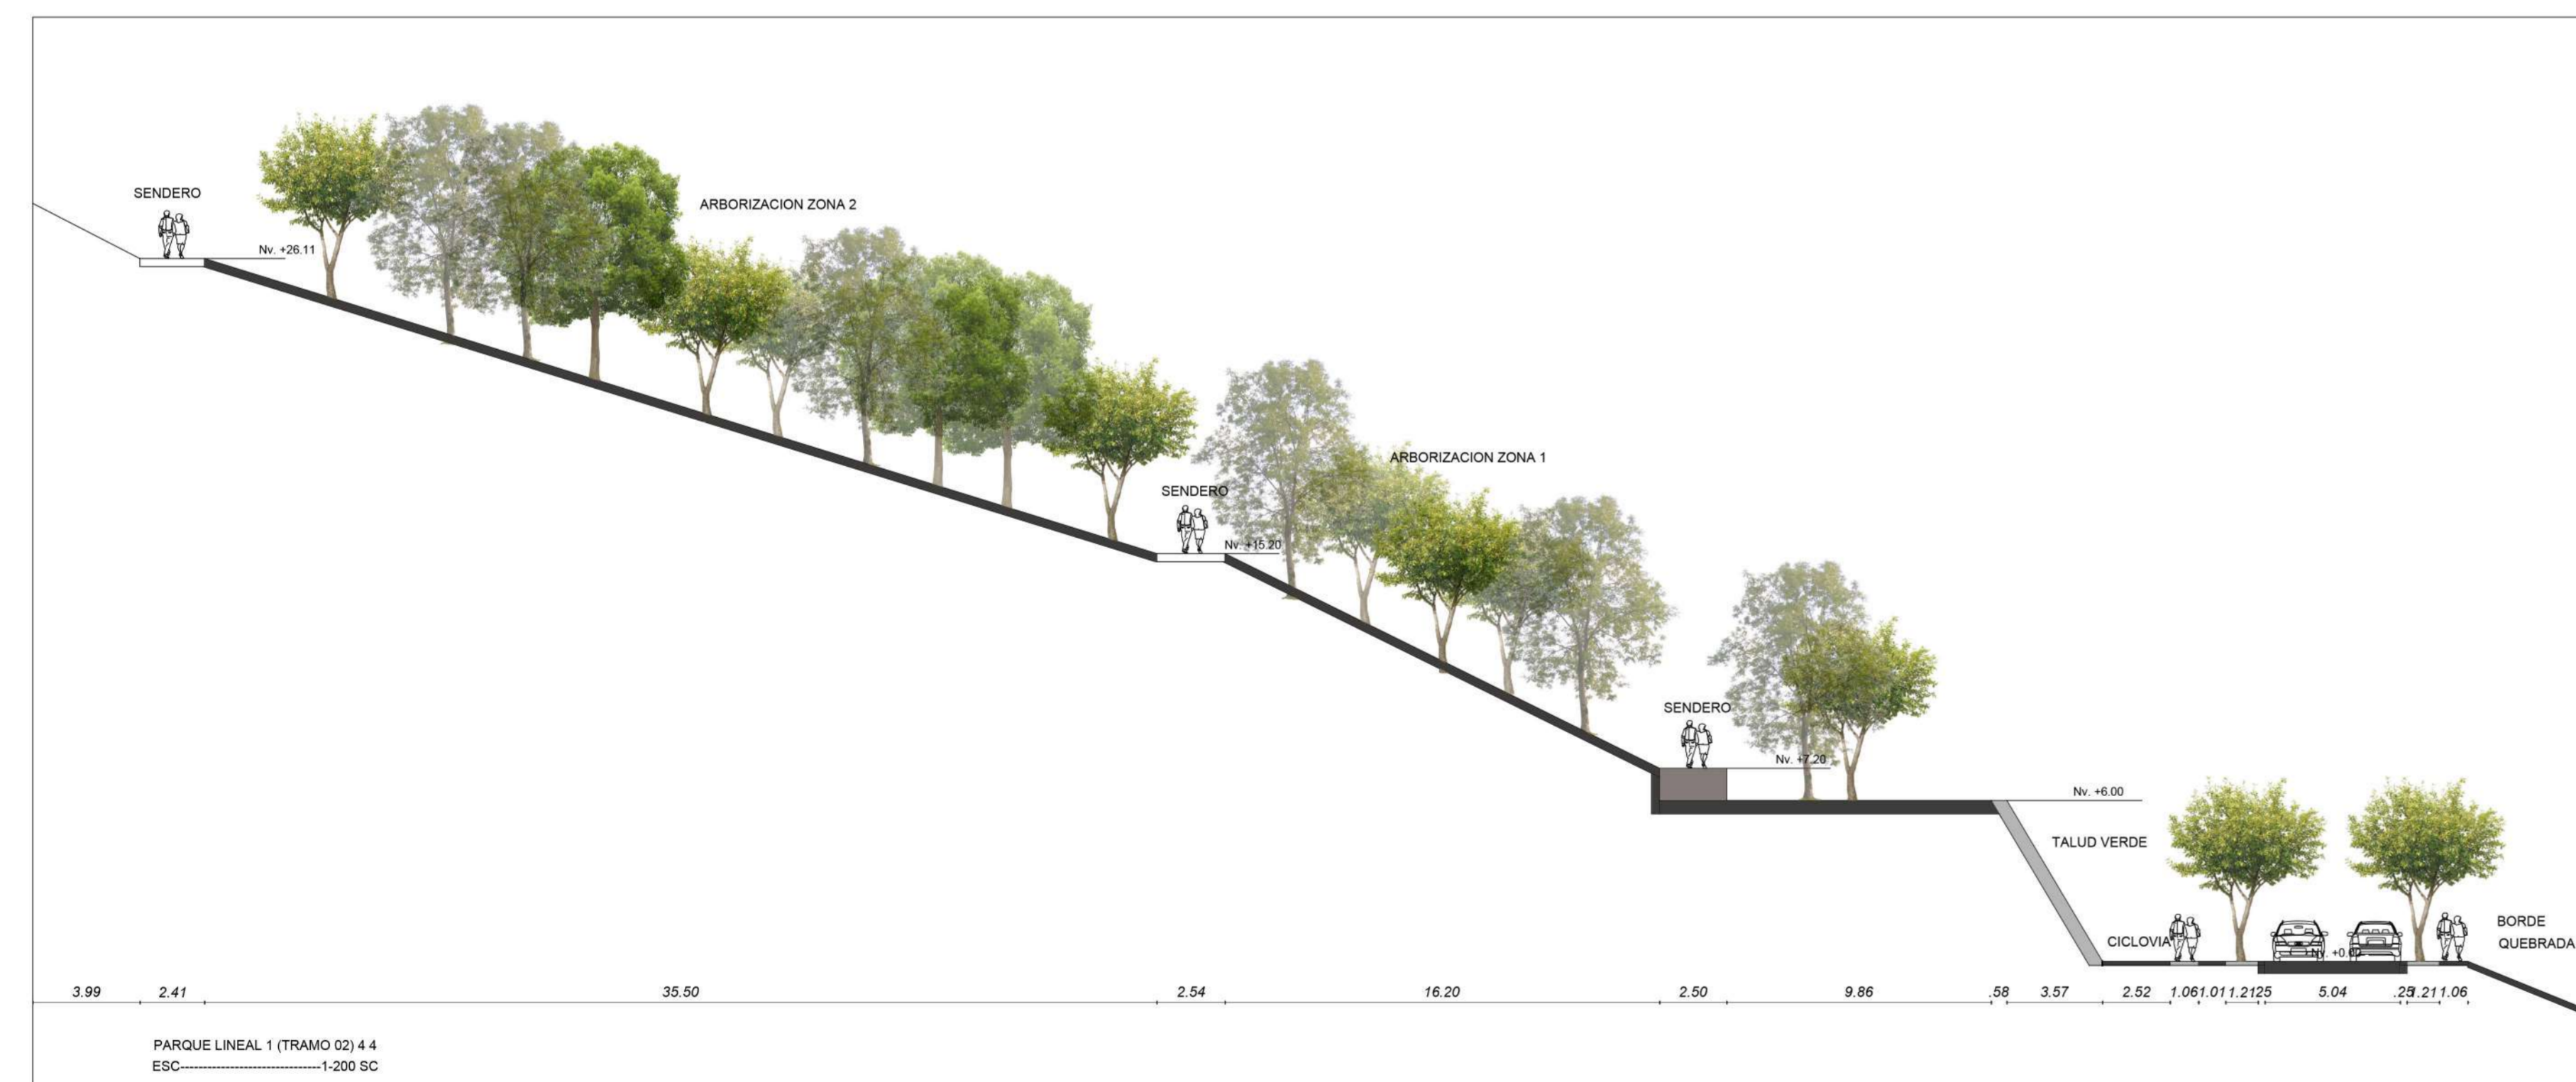 SENDERO
ARBORIZACION ZONA 2
Nv. +26.11
ARBORIZACION ZONA 1
SENDERO
Nv. +15.20
SENDERO
Nv. +7.20
Nv. +6.00
TALUD VERDE
BORDE
QUEBRADA
CICLOVIA
3.99 2.41 35.50 2.54 16.20 2.50 9.86 .58 3.57 2.52 1.06 1.01 1.21 25 5.04 .25 1.21 1.06
PARQUE LINEAL 1 (TRAMO 02) 4 4
ESC-------------------------------1-200 SC